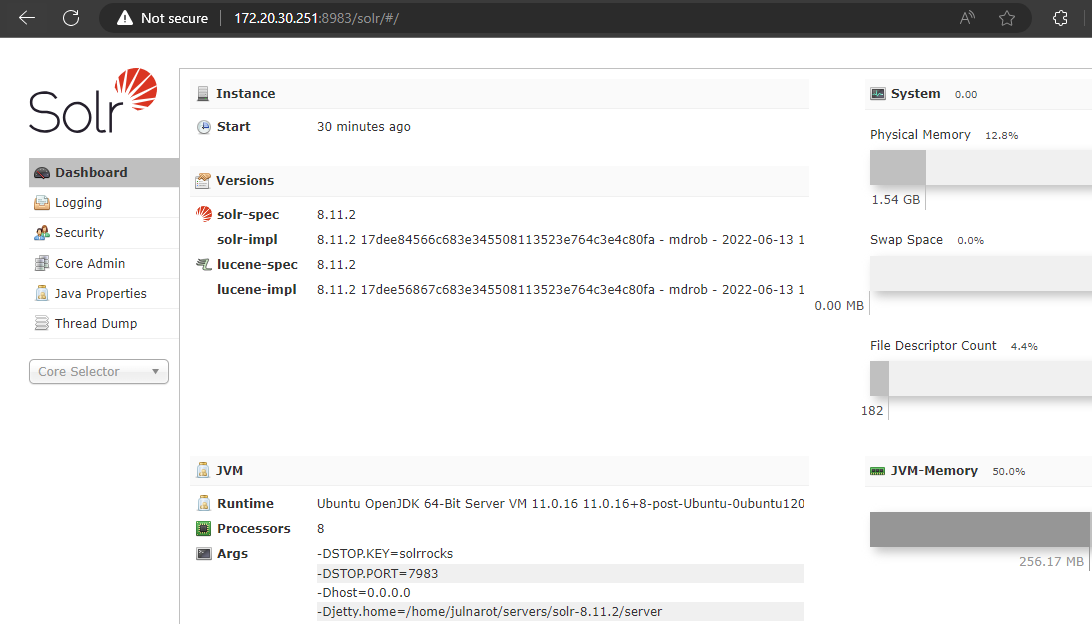 Not secure 172.20.30.251:8983/solr/#/
Solr
Dashboard
Logging
Security
Core Admin
Java Properties
Thread Dump
Core Selector
Instance
Start 30 minutes ago
Versions
solr-spec 8.11.2
solr-impl 8.11.2 17dee84566c683e345508113523e764c3e4c80fa - mdrob - 2022-06-13 1
lucene-spec 8.11.2
lucene-impl 8.11.2 17dee56867c683e345508113523e764c3e4c80fa - mdrob - 2022-06-13 1
JVM
Runtime Ubuntu OpenJDK 64-Bit Server VM 11.0.16 11.0.16+8-post-Ubuntu-0ubuntu120
Processors 8
Args -DSTOP.KEY=solrrocks
-DSTOP.PORT=7983
-Dhost=0.0.0.0
-Djetty.home=/home/julnarot/servers/solr-8.11.2/server
System 0.00
Physical Memory 12.8%
1.54 GB
Swap Space 0.0%
0.00 MB
File Descriptor Count 4.4%
182
JVM-Memory 50.0%
256.17 MB